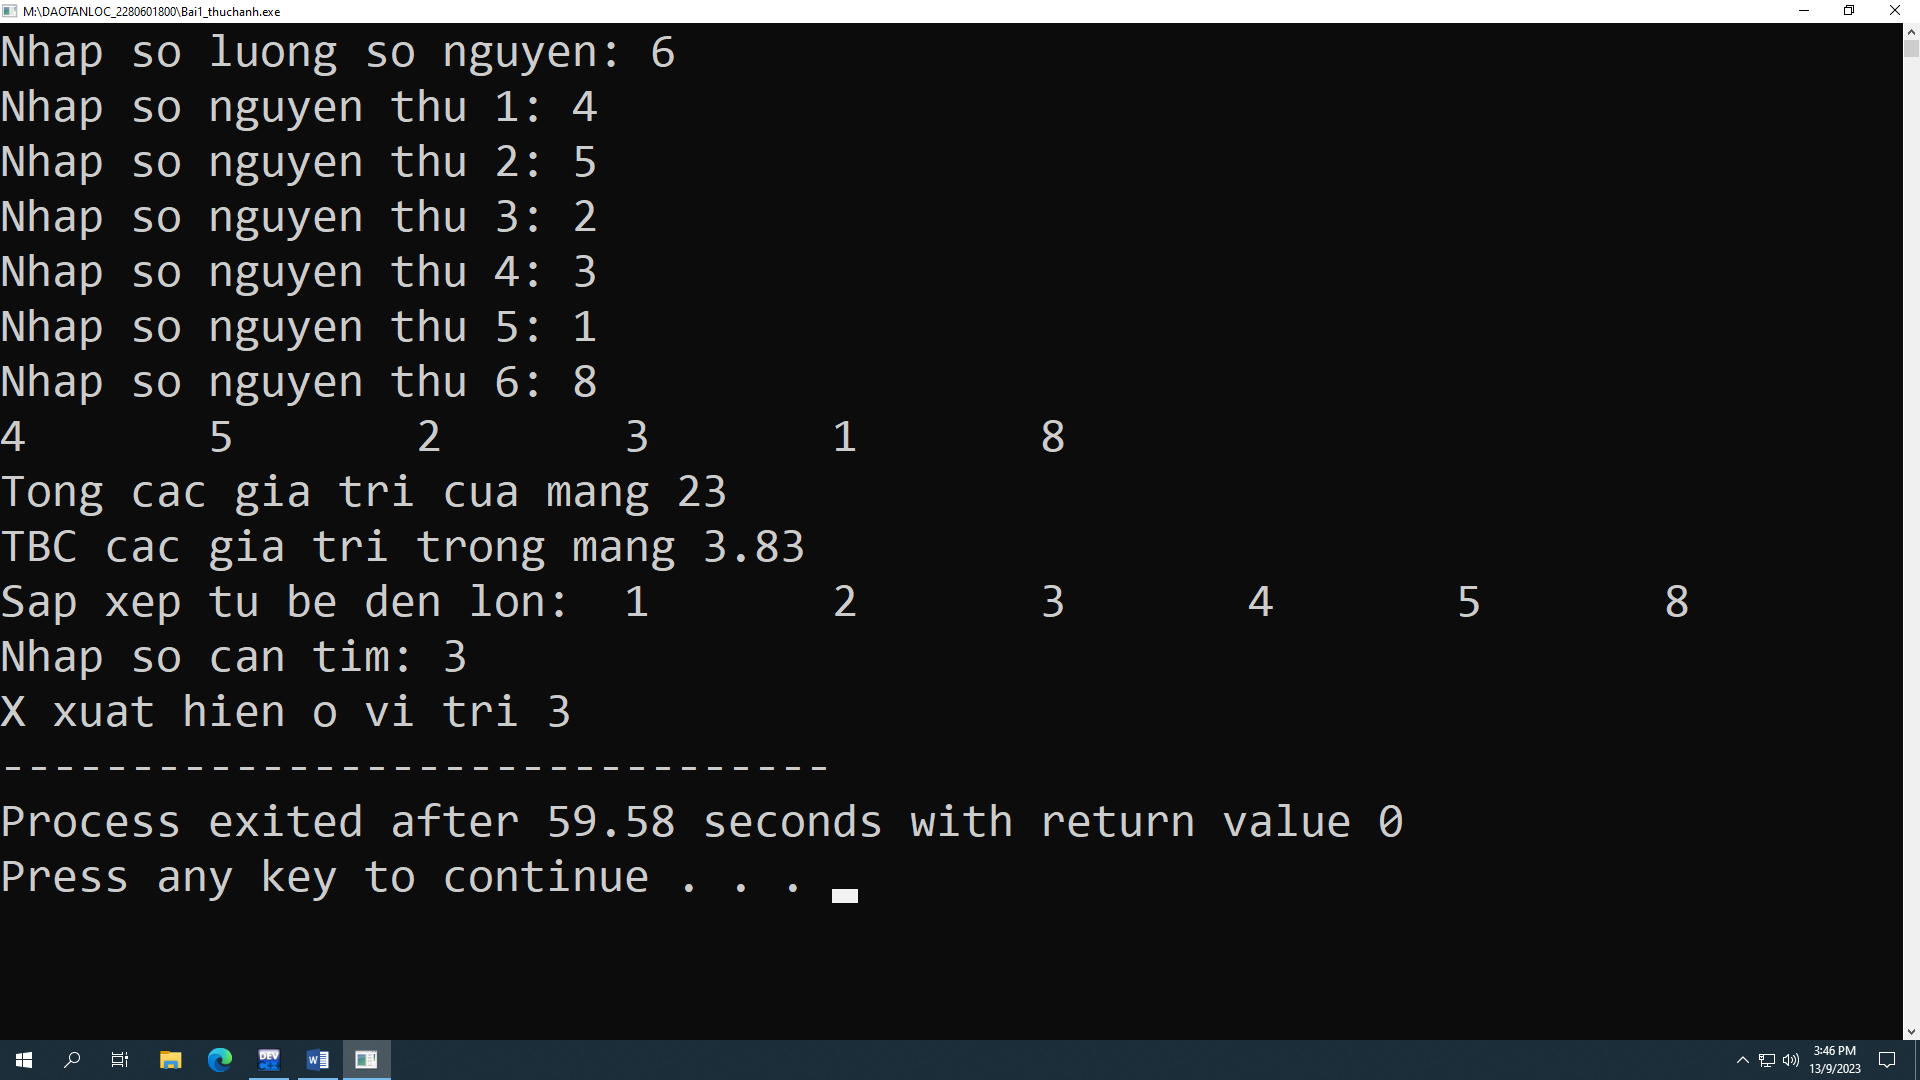 M:\DAOTANLOC_2280601800\Bai1_thuchanh.exe
Nhap so luong so nguyen: 6
Nhap so nguyen thu 1: 4
Nhap so nguyen thu 2: 5
Nhap so nguyen thu 3: 2
Nhap so nguyen thu 4: 3
Nhap so nguyen thu 5: 1
Nhap so nguyen thu 6: 8
4 5 2 3 1 8
Tong cac gia tri cua mang 23
TBC cac gia tri trong mang 3.83
Sap xep tu be den lon: 1 2 3 4 5 8
Nhap so can tim: 3
X xuat hien o vi tri 3
--------------------------------
Process exited after 59.58 seconds with return value 0
Press any key to continue . . .
DEV
W
3:46 PM
13/9/2023